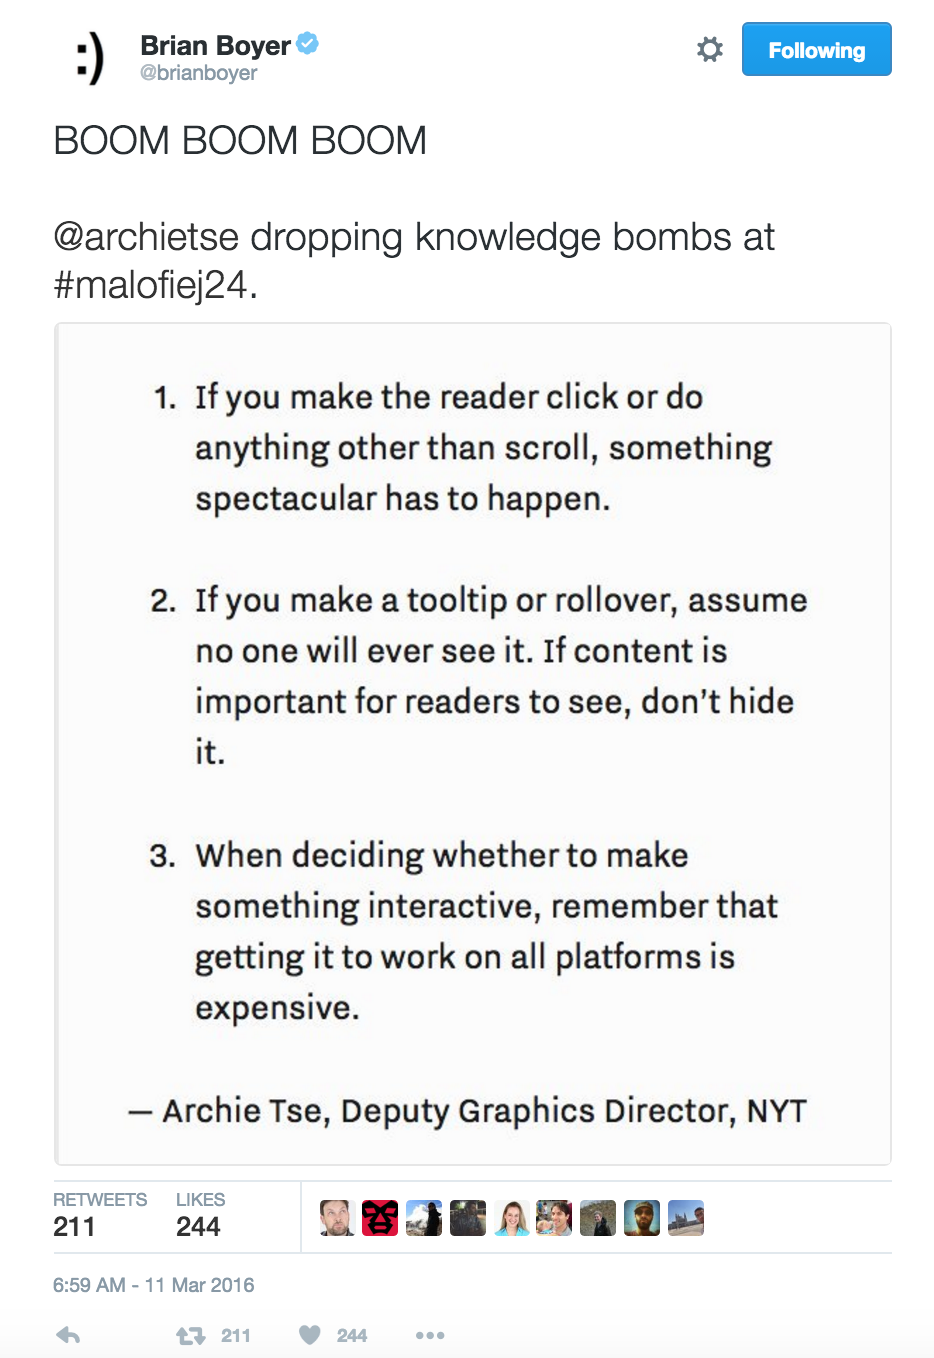 :)
Brian Boyer
@brianboyer
Following
BOOM BOOM BOOM
@archietse dropping knowledge bombs at
#malofiej24.
1. If you make the reader click or do
anything other than scroll, something
spectacular has to happen.
2. If you make a tooltip or rollover, assume
no one will ever see it. If content is
important for readers to see, don’t hide
it.
3. When deciding whether to make
something interactive, remember that
getting it to work on all platforms is
expensive.
— Archie Tse, Deputy Graphics Director, NYT
RETWEETS LIKES
211 244
6:59 AM - 11 Mar 2016
211 244